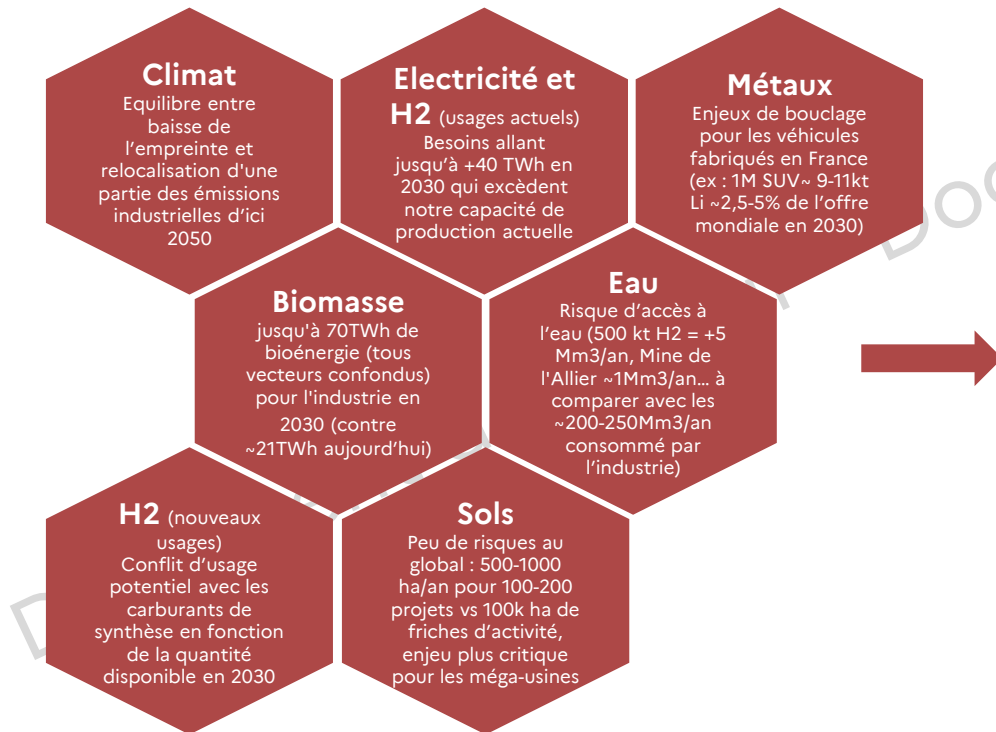 Climat
Equilibre entre
baisse de
l’empreinte et
relocalisation d'une
partie des émissions
industrielles d’ici
2050
Electricité et
H2 (usages actuels)
Besoins allant
jusqu’à +40 TWh en
2030 qui excèdent
notre capacité de
production actuelle
Métaux
Enjeux de bouclage
pour les véhicules
fabriqués en France
(ex : 1M SUV~ 9-11kt
Li ~2,5-5% de l’offre
mondiale en 2030)
Biomasse
jusqu'à 70TWh de
bioénergie (tous
vecteurs confondus)
pour l'industrie en
2030 (contre
~21TWh aujourd’hui)
Eau
Risque d’accès à
l’eau (500 kt H2 = +5
Mm3/an, Mine de
l'Allier ~1Mm3/an… à
comparer avec les
~200-250Mm3/an
consommé par
l’industrie)
H2 (nouveaux
usages)
Conflit d’usage
potentiel avec les
carburants de
synthèse en fonction
de la quantité
disponible en 2030
Sols
Peu de risques au
global : 500-1000
ha/an pour 100-200
projets vs 100k ha de
friches d’activité,
enjeu plus critique
pour les méga-usines